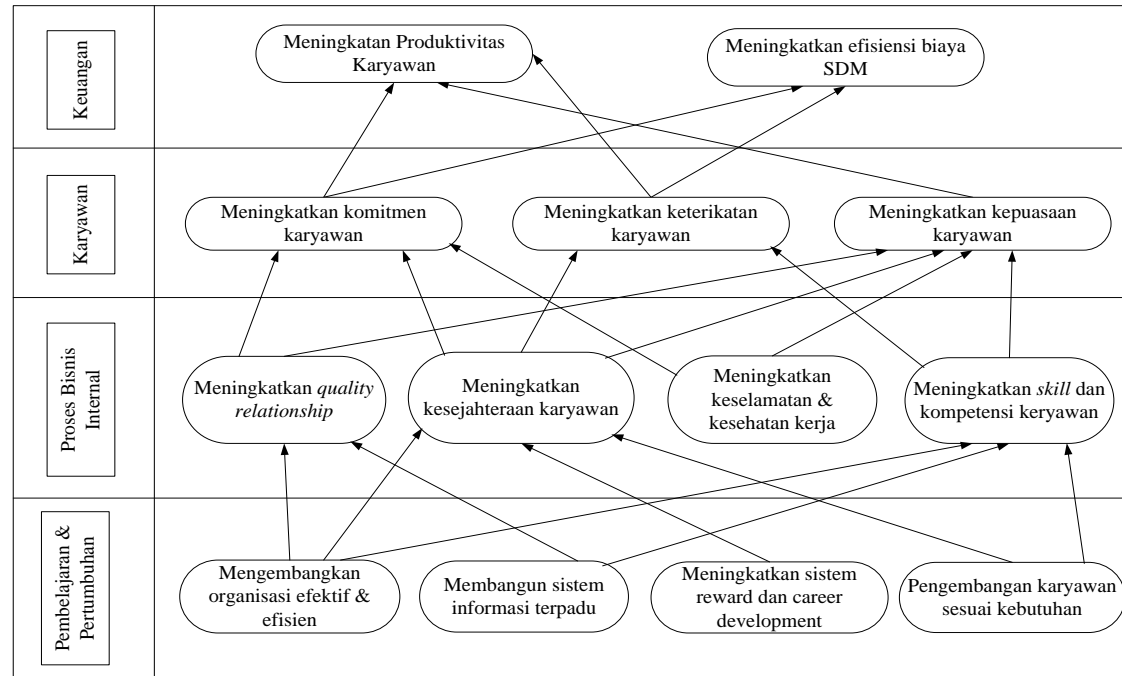 Keuangan
Meningkatan Produktivitas
Karyawan
Meningkatkan efisiensi biaya
SDM
Karyawan
Meningkatkan komitmen
karyawan
Meningkatkan keterikatan
karyawan
Meningkatkan kepuasaan
karyawan
Proses Bisnis
Internal
Meningkatkan quality
relationship
Meningkatkan
kesejahteraan karyawan
Meningkatkan
keselamatan &
kesehatan kerja
Meningkatkan skill dan
kompetensi keryawan
Pembelajaran &
Pertumbuhan
Mengembangkan
organisasi efektif &
efisien
Membangun sistem
informasi terpadu
Meningkatkan sistem
reward dan career
development
Pengembangan karyawan
sesuai kebutuhan